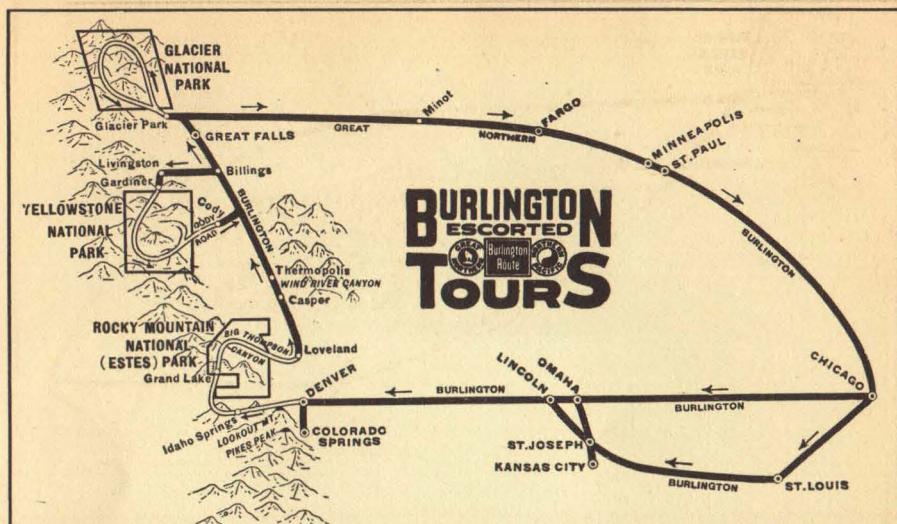 GLACIER
NATIONAL
PARK
Glacier Park
GREAT FALLS
GREAT
Minot
NORTHERN
FARGO
MINNEAPOLIS
ST. PAUL
Livingston
Gardiner
Billings
YELLOWSTONE
NATIONAL
PARK
Cody
CODY
ROAD
BURLINGTON
BURLINGTON
ESCORTED
TOURS
GREAT
NORTHERN
Burlington
Route
NORTHERN
PACIFIC
BURLINGTON
Thermopolis
WIND RIVER CANYON
Casper
ROCKY MOUNTAIN
NATIONAL
(ESTES) PARK
BIG THOMPSON
CANYON
Loveland
Grand Lake
DENVER
BURLINGTON
LINCOLN
OMAHA
BURLINGTON
CHICAGO
Idaho Springs
LOOKOUT MT.
PIKES PEAK
COLORADO
SPRINGS
ST. JOSEPH
KANSAS CITY
BURLINGTON
ST. LOUIS